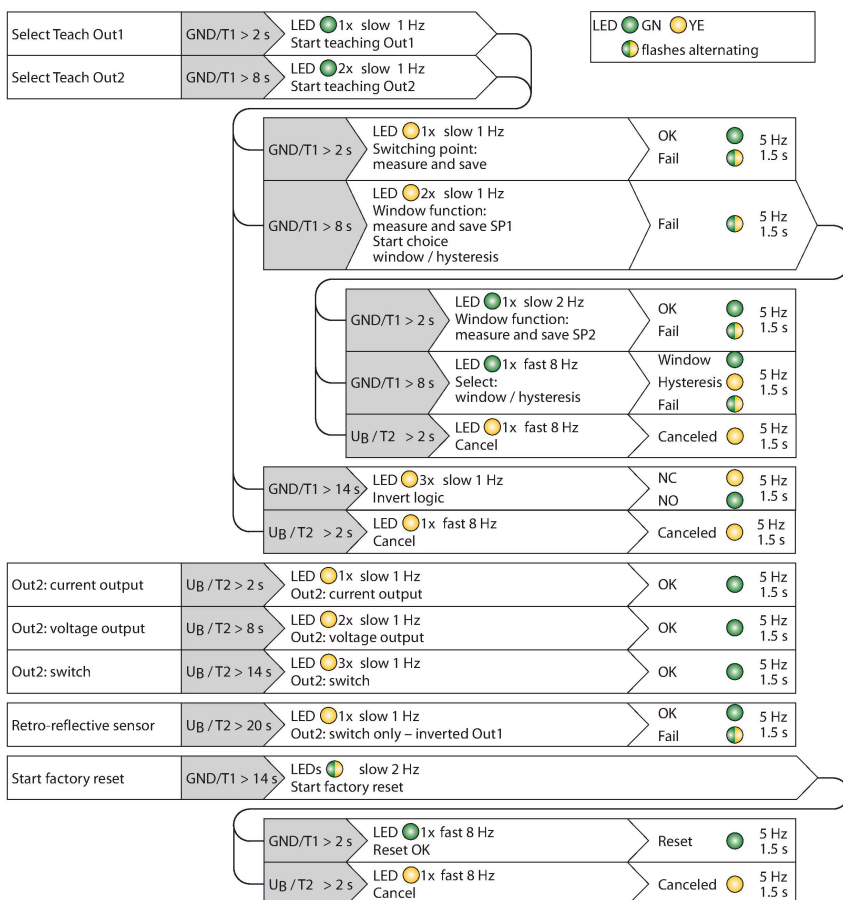 LED GN YE
flashes alternating
Select Teach Out1 GND/T1 > 2 s LED 1x slow 1 Hz
Start teaching Out1
Select Teach Out2 GND/T1 > 8 s LED 2x slow 1 Hz
Start teaching Out2
GND/T1 > 2 s LED 1x slow 1 Hz
Switching point:
measure and save
OK
Fail
5 Hz
1.5 s
GND/T1 > 8 s LED 2x slow 1 Hz
Window function:
measure and save SP1
Start choice
window / hysteresis
Fail
5 Hz
1.5 s
GND/T1 > 2 s LED 1x slow 2 Hz
Window function:
measure and save SP2
OK
Fail
5 Hz
1.5 s
GND/T1 > 8 s LED 1x fast 8 Hz
Select:
window / hysteresis
Window
Hysteresis
Fail
5 Hz
1.5 s
UB / T2 > 2 s LED 1x fast 8 Hz
Cancel
Canceled
5 Hz
1.5 s
GND/T1 > 14 s LED 3x slow 1 Hz
Invert logic
NC
NO
5 Hz
1.5 s
UB / T2 > 2 s LED 1x fast 8 Hz
Cancel
Canceled
5 Hz
1.5 s
Out2: current output UB / T2 > 2 s LED 1x slow 1 Hz
Out2: current output
OK
5 Hz
1.5 s
Out2: voltage output UB / T2 > 8 s LED 2x slow 1 Hz
Out2: voltage output
OK
5 Hz
1.5 s
Out2: switch UB / T2 > 14 s LED 3x slow 1 Hz
Out2: switch
OK
5 Hz
1.5 s
Retro-reflective sensor UB / T2 > 20 s LED 1x slow 1 Hz
Out2: switch only – inverted Out1
OK
Fail
5 Hz
1.5 s
Start factory reset GND/T1 > 14 s LEDs slow 2 Hz
Start factory reset
GND/T1 > 2 s LED 1x fast 8 Hz
Reset OK
Reset
5 Hz
1.5 s
UB / T2 > 2 s LED 1x fast 8 Hz
Cancel
Canceled
5 Hz
1.5 s